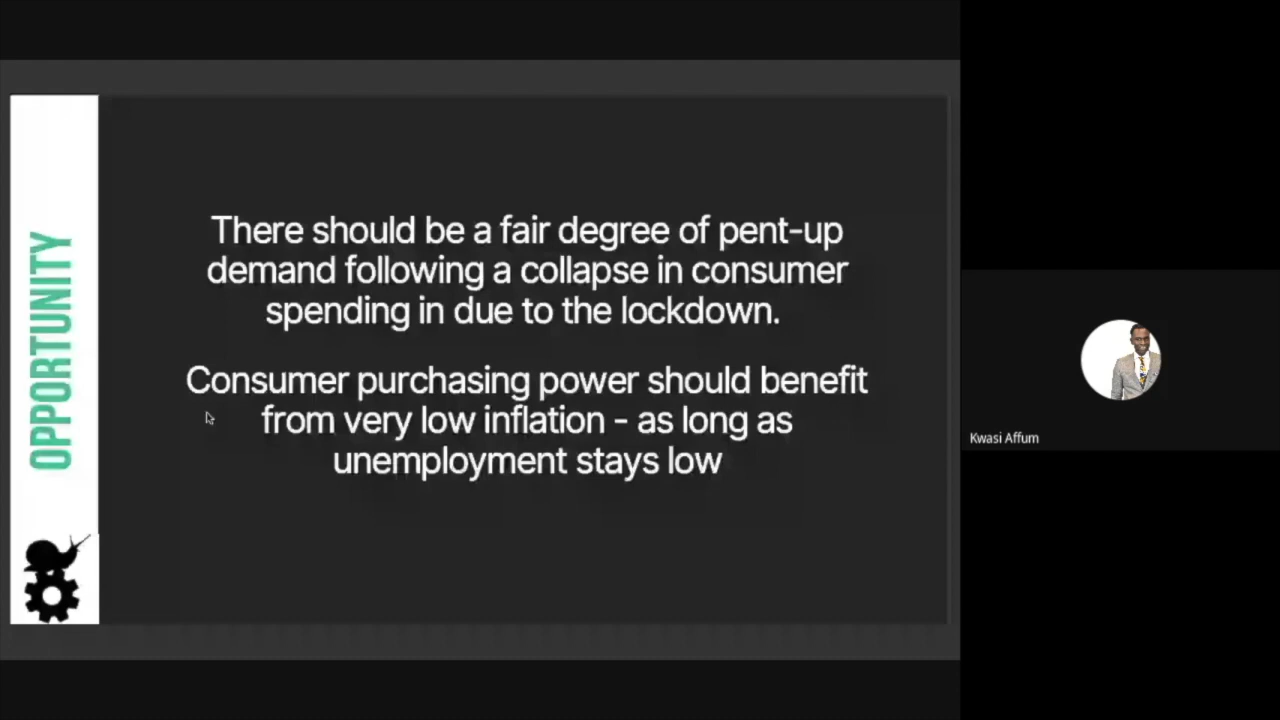 OPPORTUNITY
There should be a fair degree of pent-up
demand following a collapse in consumer
spending in due to the lockdown.
Consumer purchasing power should benefit
from very low inflation - as long as
unemployment stays low
Kwasi Affum